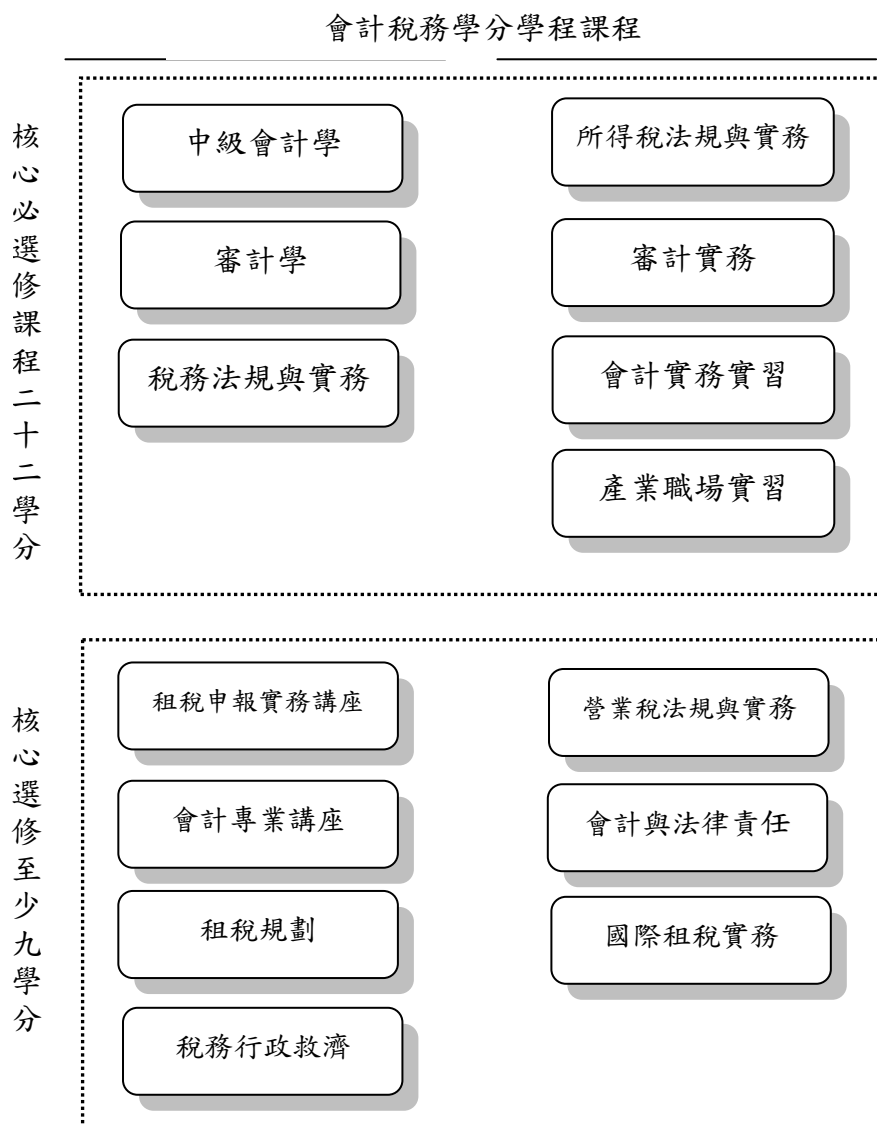 會計稅務學分學程課程
核心必選修課程二十二學分
中級會計學
所得稅法規與實務
審計學
審計實務
稅務法規與實務
會計實務實習
產業職場實習
核心選修至少九學分
租稅申報實務講座
營業稅法規與實務
會計專業講座
會計與法律責任
租稅規劃
國際租稅實務
稅務行政救濟